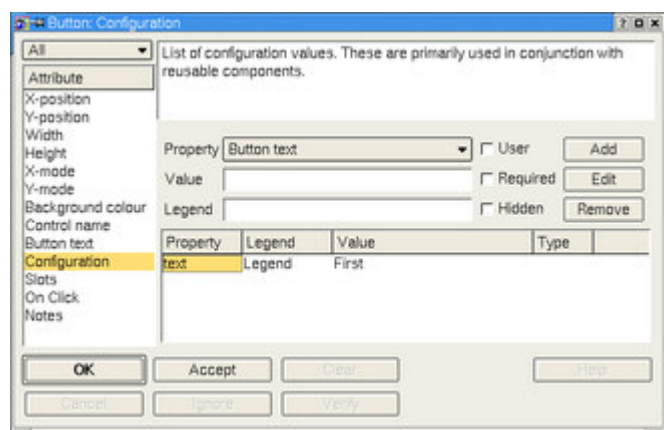 Button: Configuration
All
List of configuration values. These are primarily used in conjunction with
reusable components.
Attribute
X-position
Y-position
Width
Height
X-mode
Y-mode
Background colour
Control name
Button text
Configuration
Slots
On Click
Notes
Property Button text User Add
Value Required Edit
Legend Hidden Remove
Property Legend Value Type
text Legend First
OK Accept Clear Help
Cancel Ignore Verify